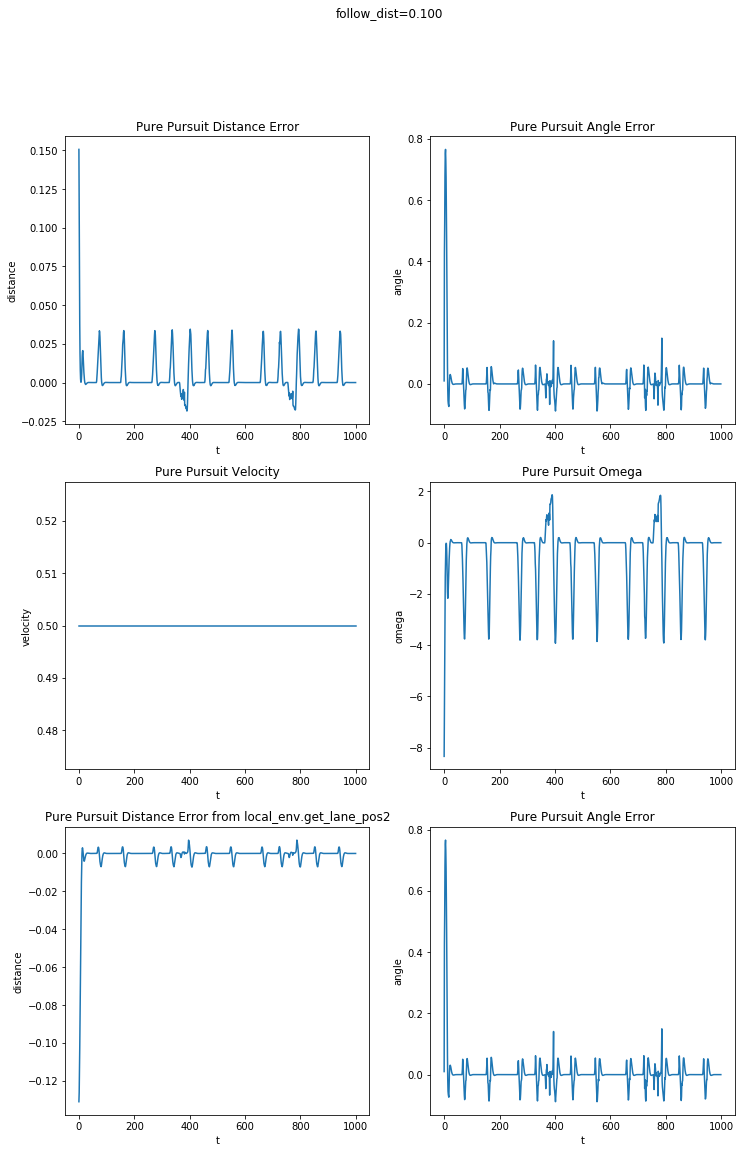 follow_dist=0.100
Pure Pursuit Distance Error
Pure Pursuit Angle Error
0.150
0.125
0.100
0.075
0.050
0.025
0.000
−0.025
distance
0 200 400 600 800 1000
t
0.8
0.6
0.4
0.2
0.0
angle
0 200 400 600 800 1000
t
Pure Pursuit Velocity
Pure Pursuit Omega
0.52
0.51
0.50
0.49
0.48
velocity
0 200 400 600 800 1000
t
2
0
−2
−4
−6
−8
omega
0 200 400 600 800 1000
t
Pure Pursuit Distance Error from local_env.get_lane_pos2
Pure Pursuit Angle Error
0.00
−0.02
−0.04
−0.06
−0.08
−0.10
−0.12
distance
0 200 400 600 800 1000
t
0.8
0.6
0.4
0.2
0.0
angle
0 200 400 600 800 1000
t